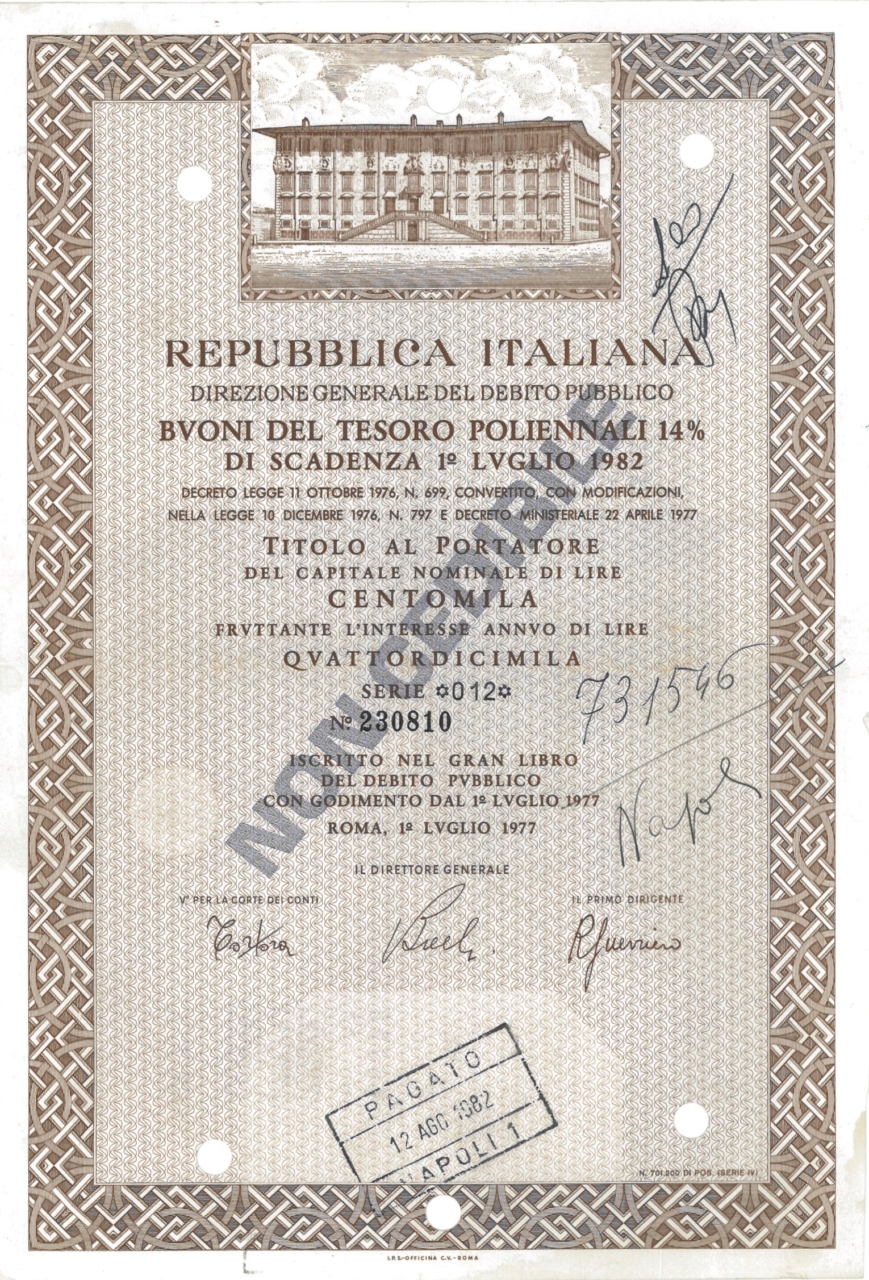 REPUBBLICA ITALIANA
DIREZIONE GENERALE DEL DEBITO PUBBLICO
BVONI DEL TESORO POLIENNALI 14%
DI SCADENZA 1º LVGLIO 1982
DECRETO LEGGE 11 OTTOBRE 1976, N. 699, CONVERTITO, CON MODIFICAZIONI,
NELLA LEGGE 10 DICEMBRE 1976, N. 797 E DECRETO MINISTERIALE 22 APRILE 1977
TITOLO AL PORTATORE
DEL CAPITALE NOMINALE DI LIRE
CENTOMILA
FRVTTANTE L'INTERESSE ANNVO DI LIRE
QVATTORDICIMILA
SERIE ✡012✡
Nº 230810
731546
NON CEDIBILE
ISCRITTO NEL GRAN LIBRO
DEL DEBITO PVBBLICO
CON GODIMENTO DAL 1º LVGLIO 1977
ROMA, 1º LVGLIO 1977
Napoli
IL DIRETTORE GENERALE
Vº PER LA CORTE DEI CONTI
IL PRIMO DIRIGENTE
Tortora
RGuerriero
PAGATO
12 AGO 1982
NAPOLI 1
N. 701.200 DI POS. (SERIE IV)
I.P.S.-OFFICINA C.V.-ROMA